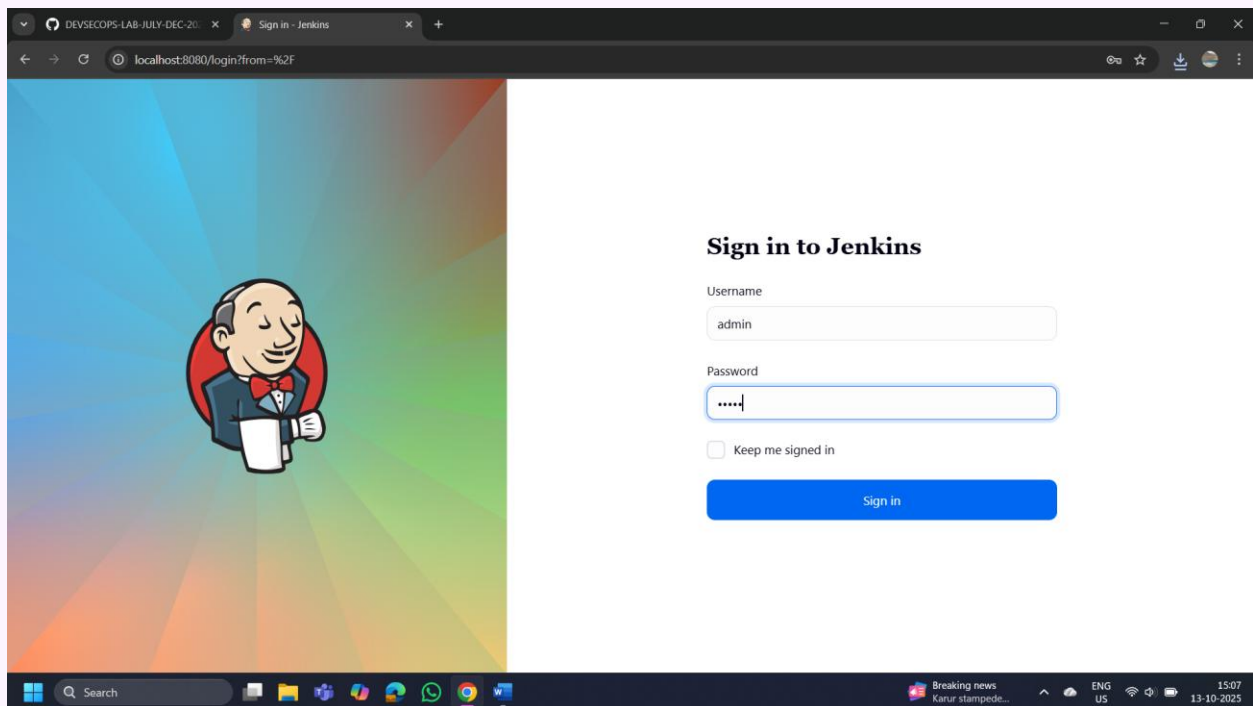 DEVSECOPS-LAB-JULY-DEC-20
Sign in - Jenkins
localhost:8080/login?from=%2F
Sign in to Jenkins
Username
admin
Password
•••••
Keep me signed in
Sign in
Search
Breaking news
Karur stampede...
ENG
US
15:07
13-10-2025